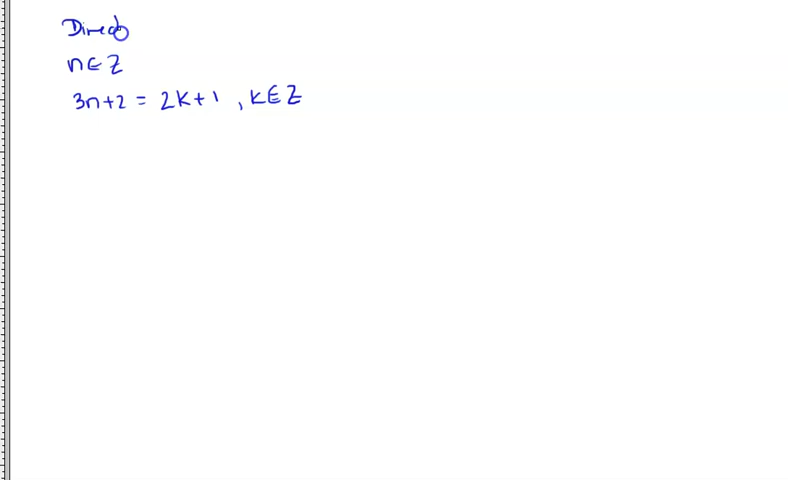 Direct
n∈Z
3n+2 = 2k+1 , k∈Z